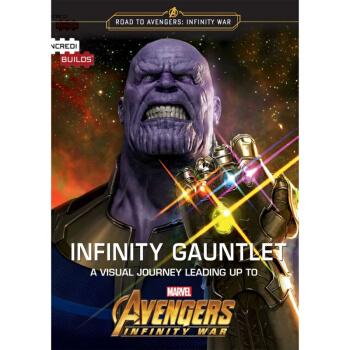 ROAD TO AVENGERS: INFINITY WAR
NCREDI
BUILDS
INFINITY GAUNTLET
A VISUAL JOURNEY LEADING UP TO
MARVEL
AVENGERS
INFINITY WAR